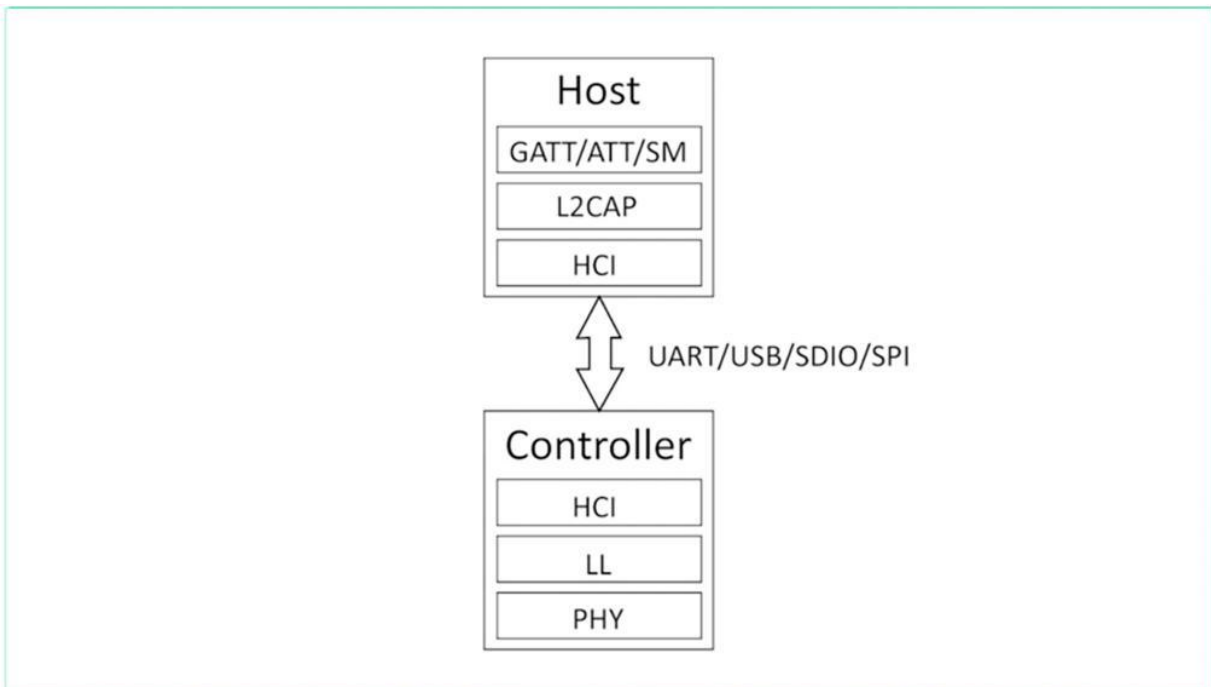 Host
GATT/ATT/SM
L2CAP
HCI
UART/USB/SDIO/SPI
Controller
HCI
LL
PHY